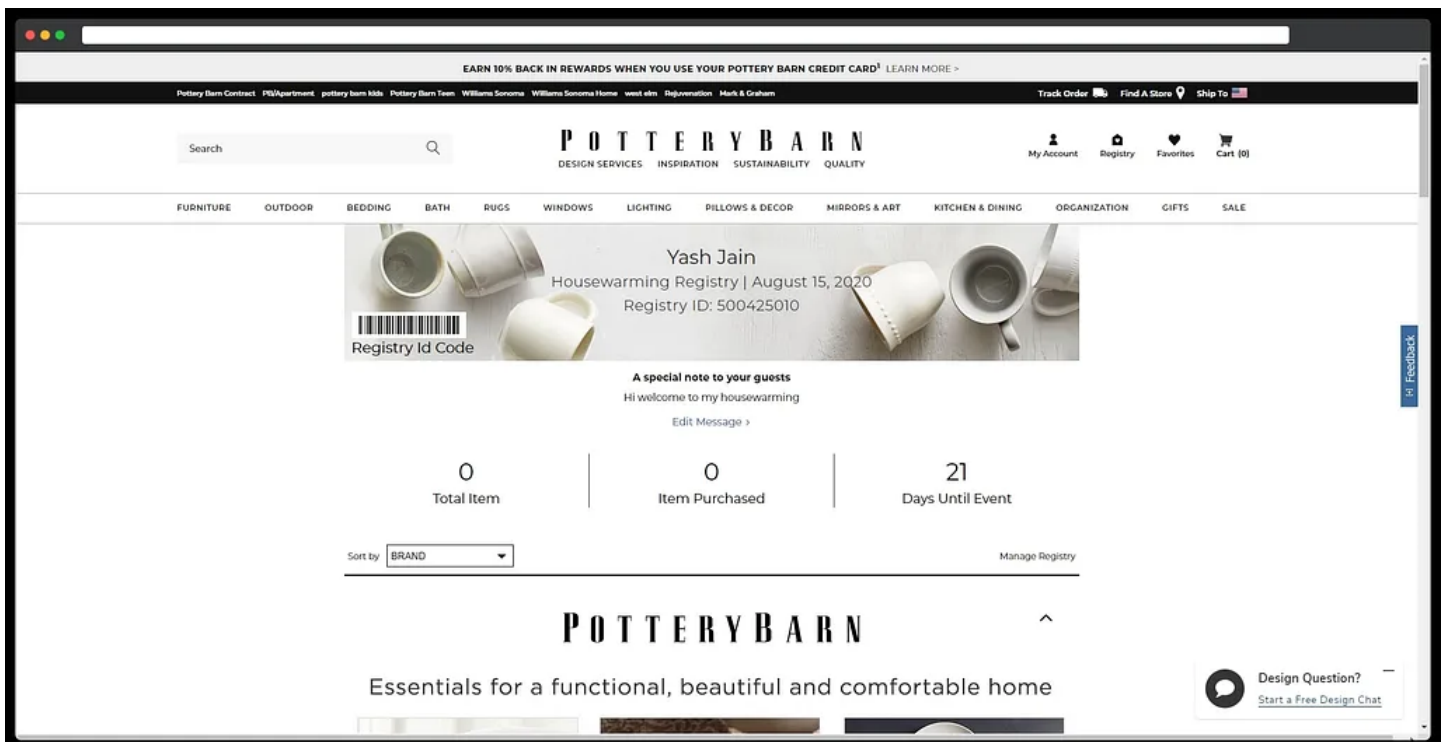 EARN 10% BACK IN REWARDS WHEN YOU USE YOUR POTTERY BARN CREDIT CARD¹ LEARN MORE >
Pottery Barn Contract PB/Apartment pottery barn kids Pottery Barn Teen Williams Sonoma Williams Sonoma Home west elm Rejuvenation Mark & Graham Track Order Find A Store Ship To
Search
POTTERYBARN
DESIGN SERVICES INSPIRATION SUSTAINABILITY QUALITY
My Account Registry Favorites Cart (0)
FURNITURE OUTDOOR BEDDING BATH RUGS WINDOWS LIGHTING PILLOWS & DECOR MIRRORS & ART KITCHEN & DINING ORGANIZATION GIFTS SALE
Yash Jain
Housewarming Registry | August 15, 2020
Registry ID: 500425010
Registry Id Code
A special note to your guests
Hi welcome to my housewarming
Edit Message >
0 0 21
Total Item Item Purchased Days Until Event
Sort by BRAND Manage Registry
POTTERYBARN
Essentials for a functional, beautiful and comfortable home
Feedback
Design Question?
Start a Free Design Chat